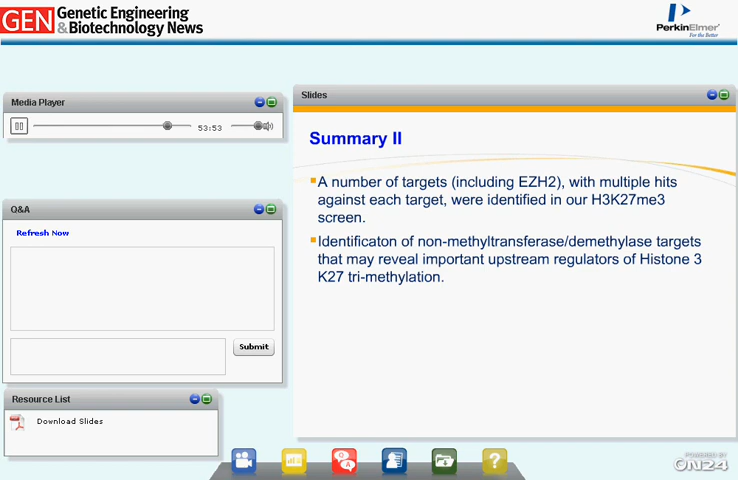 GEN Genetic Engineering
& Biotechnology News
PerkinElmer
For the Better
Media Player
53:53
Slides
Summary II
A number of targets (including EZH2), with multiple hits
against each target, were identified in our H3K27me3
screen.
Identificaton of non-methyltransferase/demethylase targets
that may reveal important upstream regulators of Histone 3
K27 tri-methylation.
Q&A
Refresh Now
Submit
Resource List
Download Slides
Q
A
?
POWERED BY
ON24